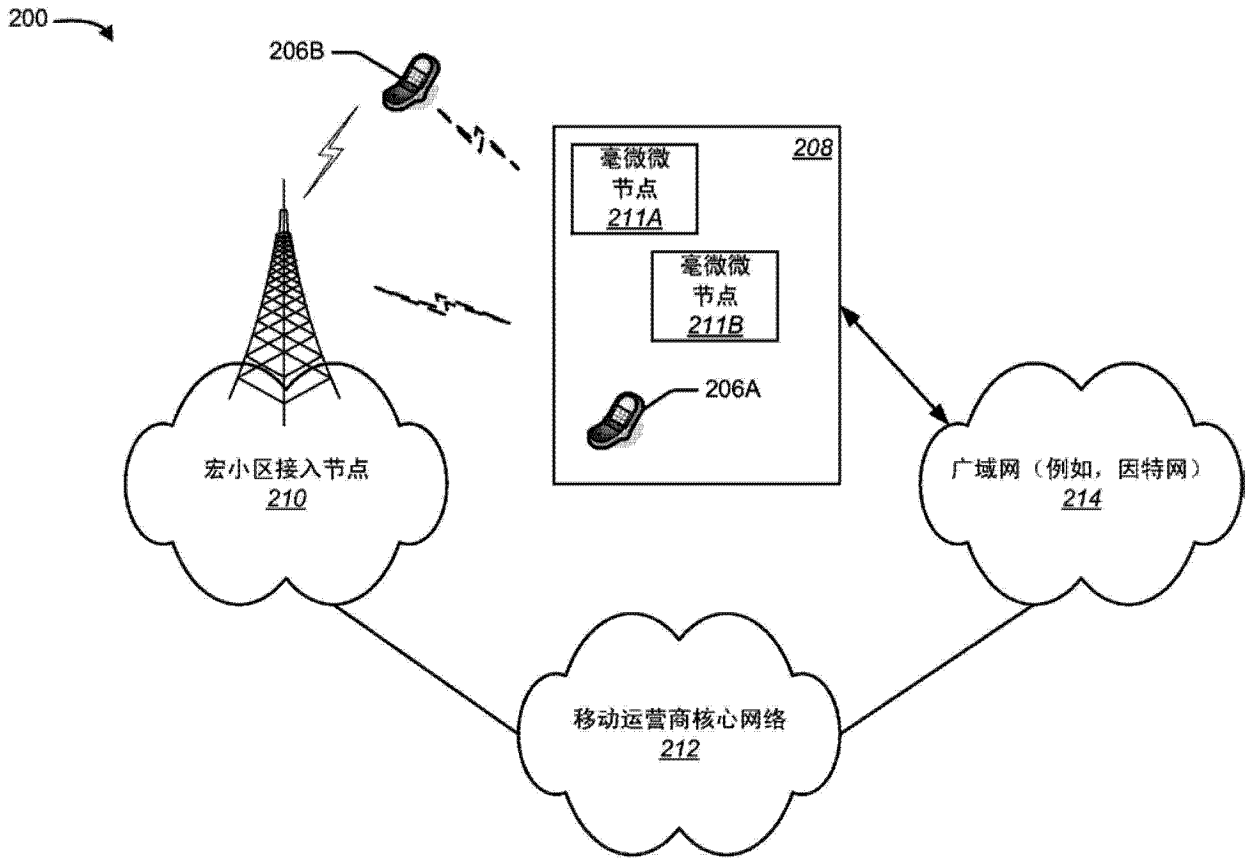 200
206B
208
毫微微
节点
211A
毫微微
节点
211B
206A
宏小区接入节点
210
广域网（例如，因特网）
214
移动运营商核心网络
212